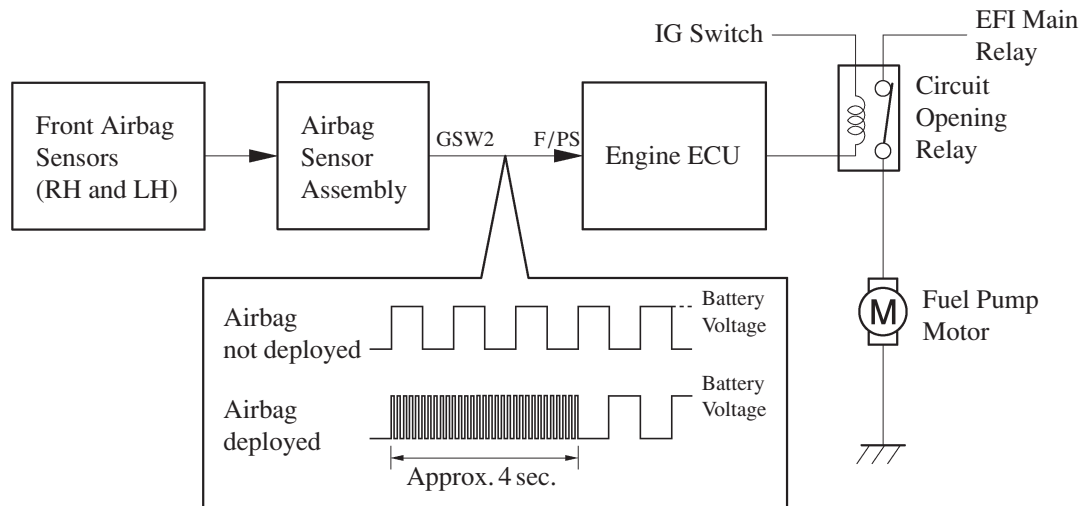 IG Switch
EFI Main
Relay
Front Airbag
Sensors
(RH and LH)
Airbag
Sensor
Assembly
GSW2
F/PS
Engine ECU
Circuit
Opening
Relay
Airbag
not deployed
Battery
Voltage
M
Fuel Pump
Motor
Airbag
deployed
Battery
Voltage
Approx. 4 sec.